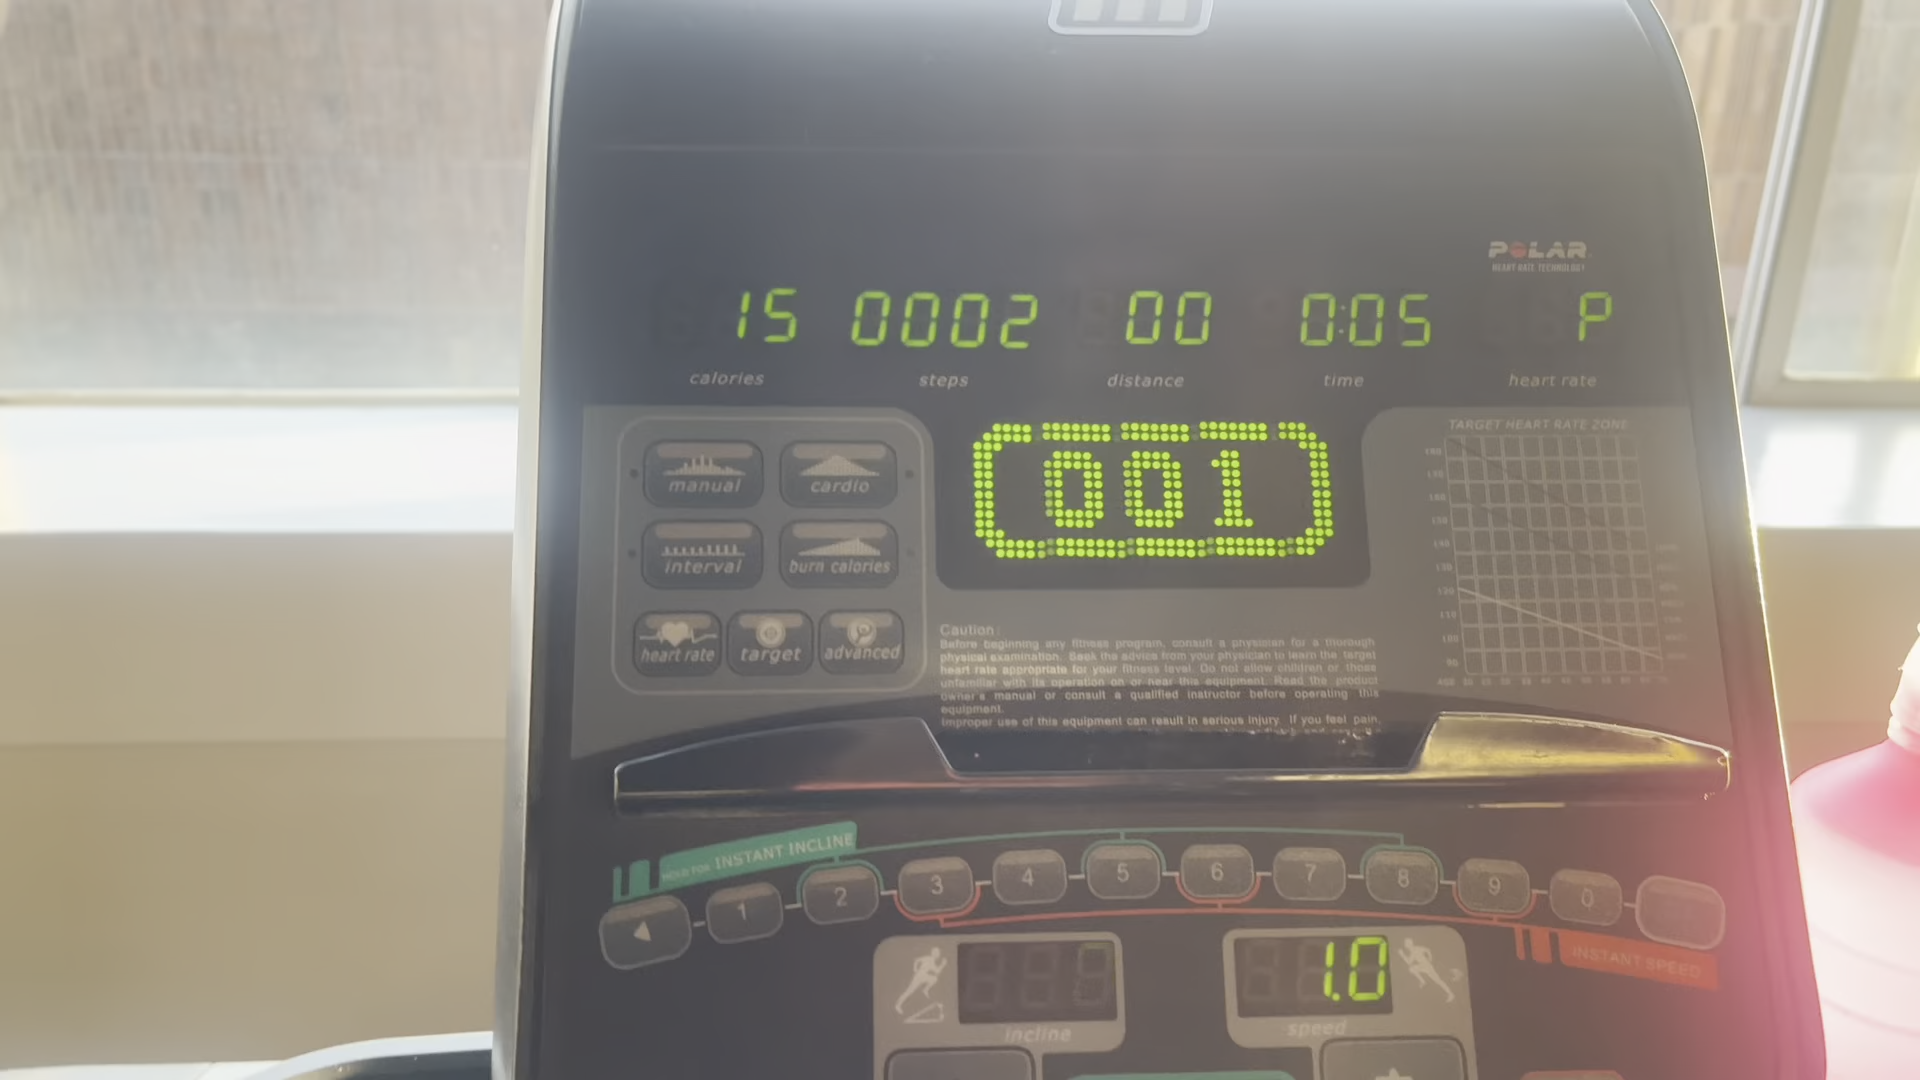 POLAR
HEART RATE TECHNOLOGY
15 0002 00 0:05 P
calories steps distance time heart rate
001
TARGET HEART RATE ZONE
manual cardio
interval burn calories
heart rate target advanced
Caution:
Before beginning any fitness program, consult a physician for a thorough
physical examination. Seek the advice from your physician to learn the target
heart rate appropriate for your fitness level. Do not allow children or those
unfamiliar with its operation on or near this equipment. Read the product
owner's manual or consult a qualified instructor before operating this
equipment.
Improper use of this equipment can result in serious injury. If you feel pain,
HOLD FOR INSTANT INCLINE
1 2 3 4 5 6 7 8 9 0
INSTANT SPEED
1.0
incline speed